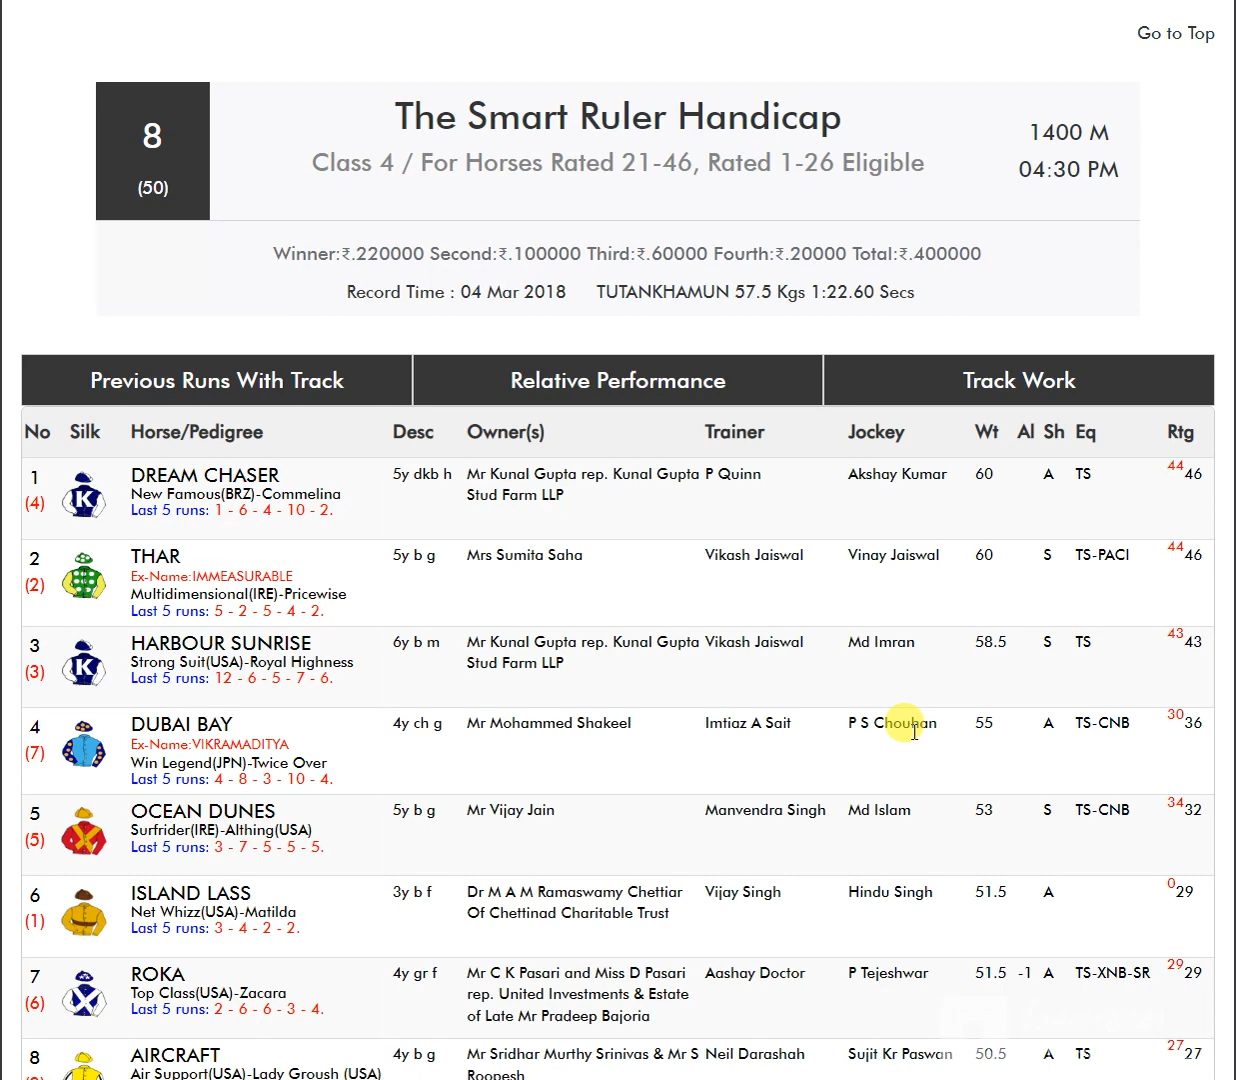 Go to Top
8
(50)
The Smart Ruler Handicap
Class 4 / For Horses Rated 21-46, Rated 1-26 Eligible
1400 M
04:30 PM
Winner:₹.220000 Second:₹.100000 Third:₹.60000 Fourth:₹.20000 Total:₹.400000
Record Time : 04 Mar 2018 TUTANKHAMUN 57.5 Kgs 1:22.60 Secs
Previous Runs With Track Relative Performance Track Work
No Silk Horse/Pedigree Desc Owner(s) Trainer Jockey Wt Al Sh Eq Rtg
1 DREAM CHASER 5y dkb h Mr Kunal Gupta rep. Kunal Gupta P Quinn Akshay Kumar 60 A TS 44 46
(4) K New Famous(BRZ)-Commelina Stud Farm LLP
Last 5 runs: 1 - 6 - 4 - 10 - 2.
2 THAR 5y b g Mrs Sumita Saha Vikash Jaiswal Vinay Jaiswal 60 S TS-PACI 44 46
(2) Ex-Name:IMMEASURABLE
Multidimensional(IRE)-Pricewise
Last 5 runs: 5 - 2 - 5 - 4 - 2.
3 HARBOUR SUNRISE 6y b m Mr Kunal Gupta rep. Kunal Gupta Vikash Jaiswal Md Imran 58.5 S TS 43 43
(3) K Strong Suit(USA)-Royal Highness Stud Farm LLP
Last 5 runs: 12 - 6 - 5 - 7 - 6.
4 DUBAI BAY 4y ch g Mr Mohammed Shakeel Imtiaz A Sait P S Chouhan 55 A TS-CNB 30 36
(7) Ex-Name:VIKRAMADITYA
Win Legend(JPN)-Twice Over
Last 5 runs: 4 - 8 - 3 - 10 - 4.
5 OCEAN DUNES 5y b g Mr Vijay Jain Manvendra Singh Md Islam 53 S TS-CNB 34 32
(5) Surfrider(IRE)-Althing(USA)
Last 5 runs: 3 - 7 - 5 - 5 - 5.
6 ISLAND LASS 3y b f Dr M A M Ramaswamy Chettiar Vijay Singh Hindu Singh 51.5 A 0 29
(1) Net Whizz(USA)-Matilda Of Chettinad Charitable Trust
Last 5 runs: 3 - 4 - 2 - 2.
7 ROKA 4y gr f Mr C K Pasari and Miss D Pasari Aashay Doctor P Tejeshwar 51.5 -1 A TS-XNB-SR 29 29
(6) Top Class(USA)-Zacara rep. United Investments & Estate
Last 5 runs: 2 - 6 - 6 - 3 - 4. of Late Mr Pradeep Bajoria
8 AIRCRAFT 4y b g Mr Sridhar Murthy Srinivas & Mr S Neil Darashah Sujit Kr Paswan 50.5 A TS 27 27
Air Support(USA)-Lady Groush (USA) Roopesh